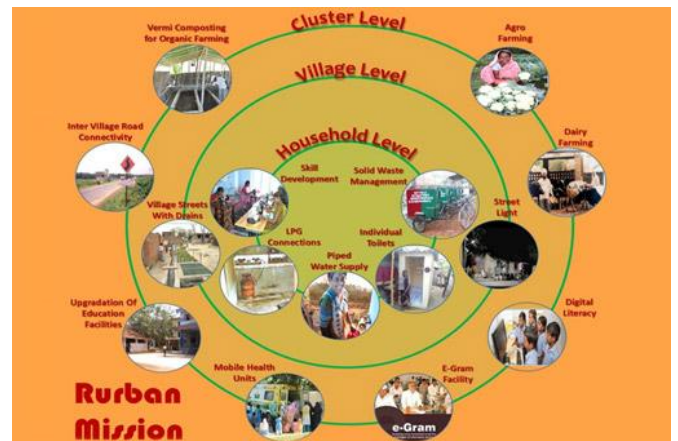 Cluster Level
Vermi Composting
for Organic Farming
Agro
Farming
Village Level
Inter Village Road
Connectivity
Household Level
Dairy
Farming
Skill
Development
Solid Waste
Management
Village Streets
With Drains
Street
Light
LPG
Connections
Individual
Toilets
Piped
Water Supply
Upgradation Of
Education
Facilities
Digital
Literacy
Mobile Health
Units
E-Gram
Facility
e-Gram
Rurban
Mission